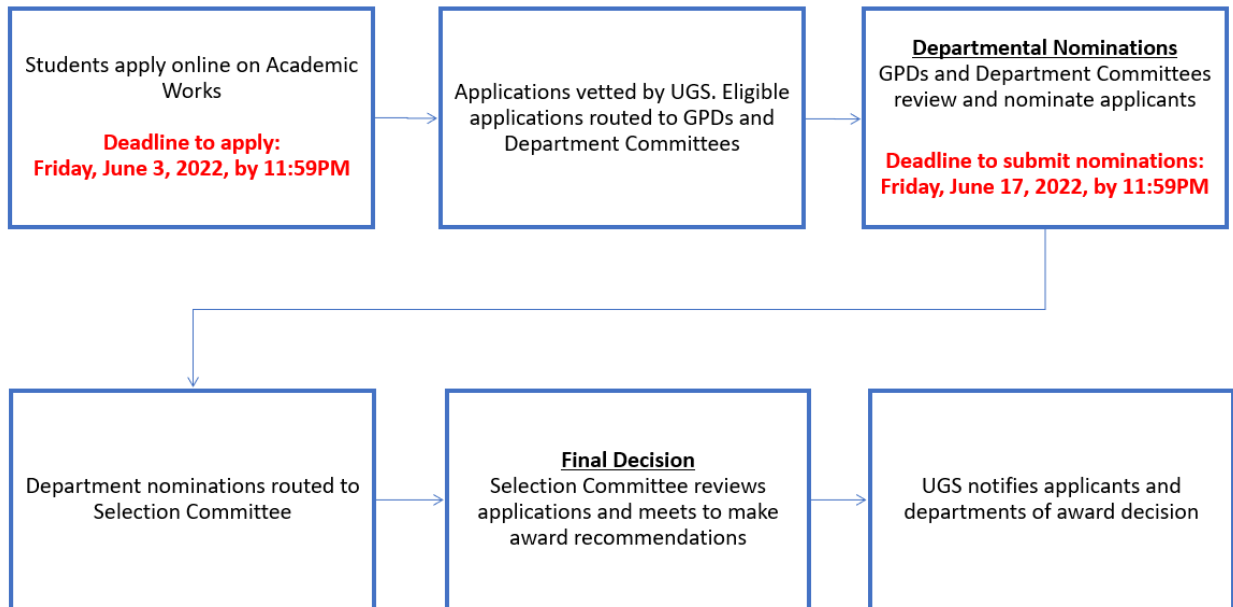 Students apply online on Academic
Works
Deadline to apply:
Friday, June 3, 2022, by 11:59PM
Applications vetted by UGS. Eligible
applications routed to GPDs and
Department Committees
Departmental Nominations
GPDs and Department Committees
review and nominate applicants
Deadline to submit nominations:
Friday, June 17, 2022, by 11:59PM
Department nominations routed to
Selection Committee
Final Decision
Selection Committee reviews
applications and meets to make
award recommendations
UGS notifies applicants and
departments of award decision